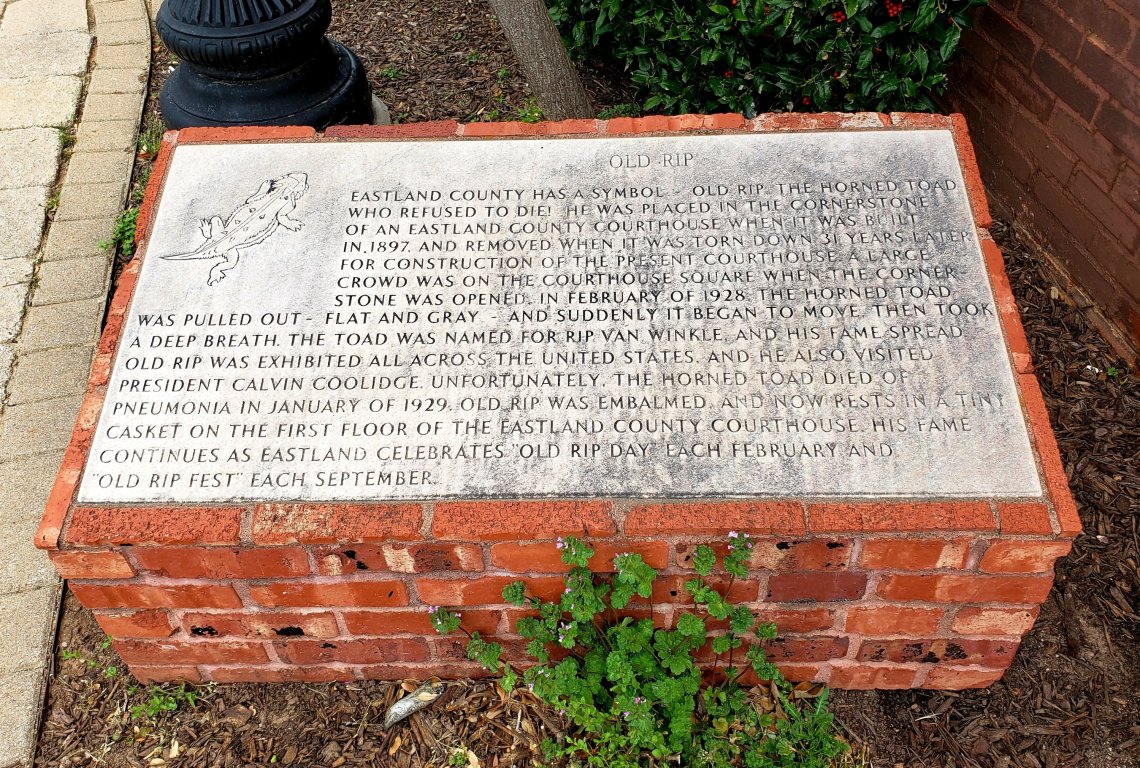 OLD RIP
EASTLAND COUNTY HAS A SYMBOL - OLD RIP, THE HORNED TOAD
WHO REFUSED TO DIE! HE WAS PLACED IN THE CORNERSTONE
OF AN EASTLAND COUNTY COURTHOUSE WHEN IT WAS BUILT
IN 1897, AND REMOVED WHEN IT WAS TORN DOWN 31 YEARS LATER
FOR CONSTRUCTION OF THE PRESENT COURTHOUSE. A LARGE
CROWD WAS ON THE COURTHOUSE SQUARE WHEN THE CORNER-
STONE WAS OPENED, IN FEBRUARY OF 1928. THE HORNED TOAD
WAS PULLED OUT - FLAT AND GRAY - AND SUDDENLY IT BEGAN TO MOVE, THEN TOOK
A DEEP BREATH. THE TOAD WAS NAMED FOR RIP VAN WINKLE, AND HIS FAME SPREAD.
OLD RIP WAS EXHIBITED ALL ACROSS THE UNITED STATES, AND HE ALSO VISITED
PRESIDENT CALVIN COOLIDGE. UNFORTUNATELY, THE HORNED TOAD DIED OF
PNEUMONIA IN JANUARY OF 1929. OLD RIP WAS EMBALMED, AND NOW RESTS IN A TINY
CASKET ON THE FIRST FLOOR OF THE EASTLAND COUNTY COURTHOUSE. HIS FAME
CONTINUES AS EASTLAND CELEBRATES "OLD RIP DAY" EACH FEBRUARY AND
"OLD RIP FEST" EACH SEPTEMBER.